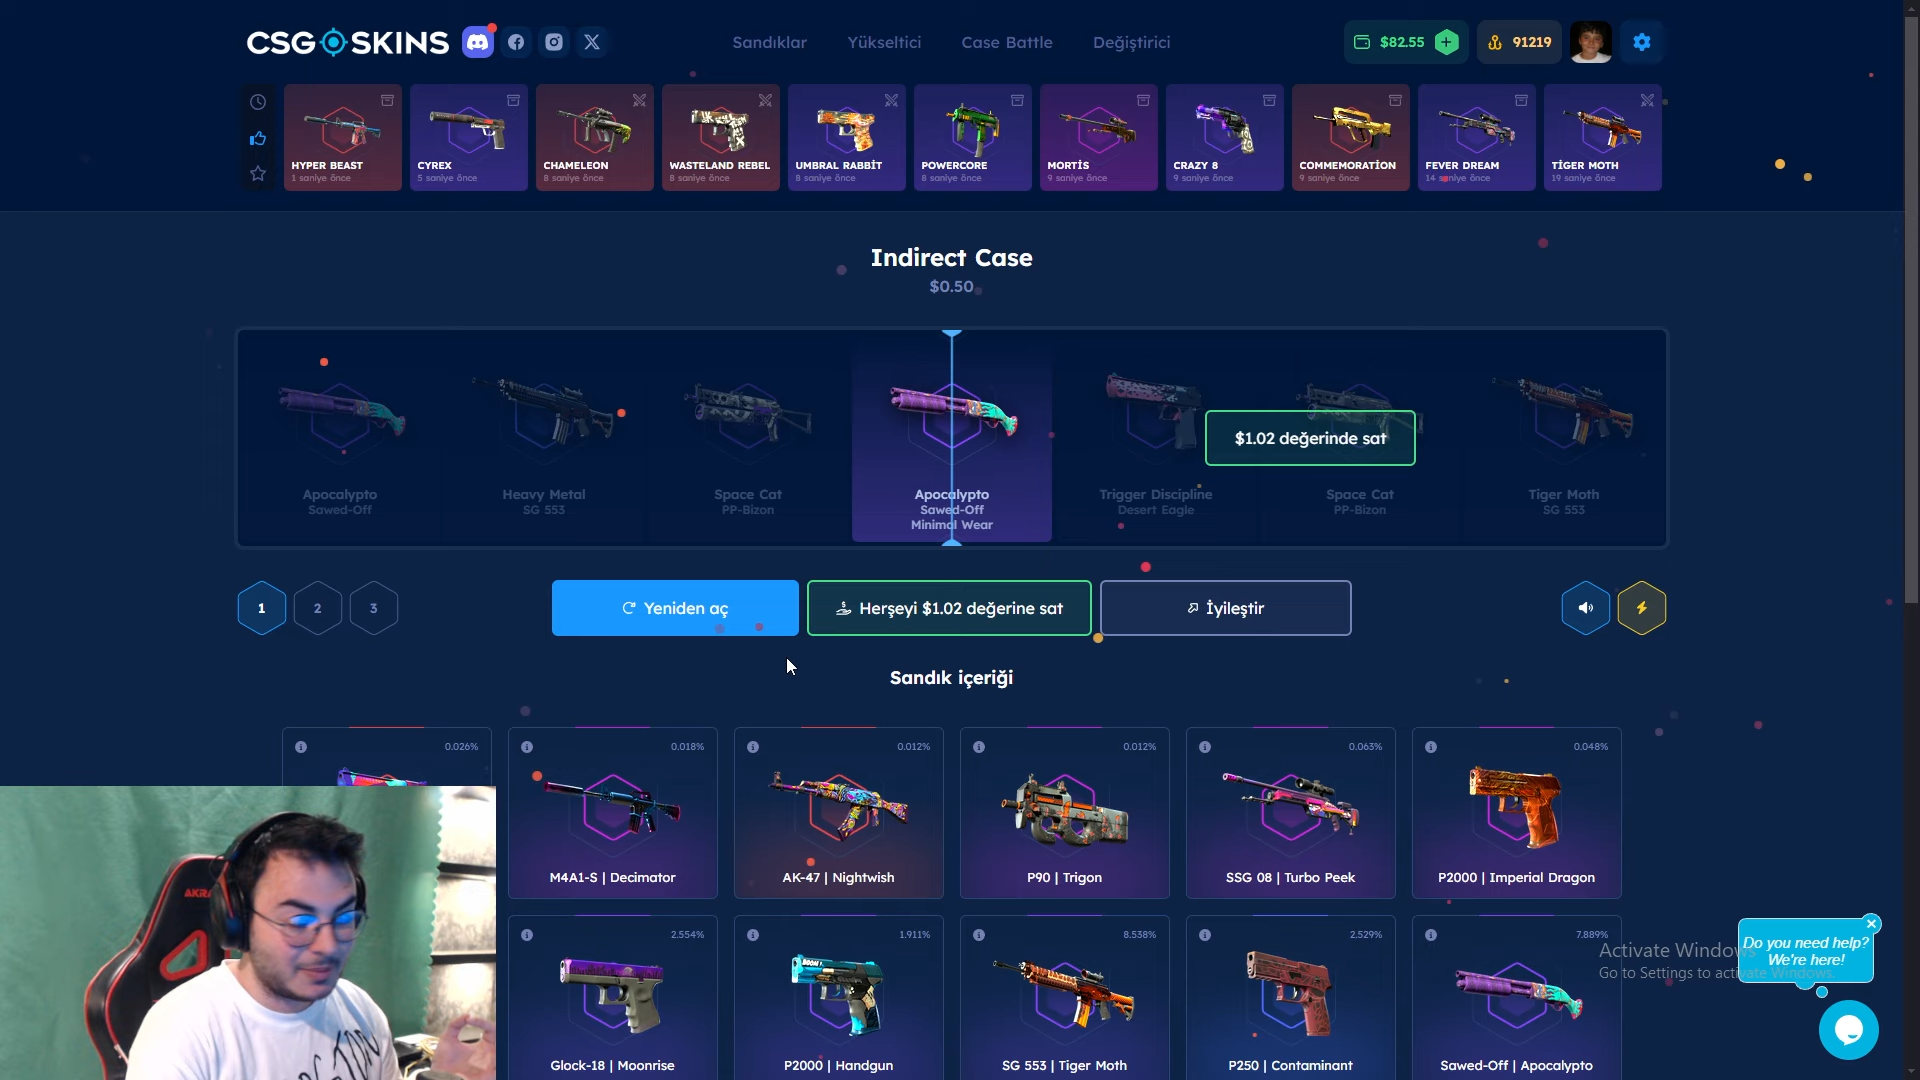 CSG SKINS
Sandıklar
Yükseltici
Case Battle
Değiştirici
$82.55
91219
HYPER BEAST
1 saniye önce
CYREX
5 saniye önce
CHAMELEON
8 saniye önce
WASTELAND REBEL
8 saniye önce
UMBRAL RABBİT
8 saniye önce
POWERCORE
8 saniye önce
MORTİS
9 saniye önce
CRAZY 8
9 saniye önce
COMMEMORATİON
9 saniye önce
FEVER DREAM
14 saniye önce
TİGER MOTH
19 saniye önce
Indirect Case
$0.50
Apocalypto
Sawed-Off
Heavy Metal
SG 553
Space Cat
PP-Bizon
Apocalypto
Sawed-Off
Minimal Wear
Trigger Discipline
Desert Eagle
$1.02 değerinde sat
Space Cat
PP-Bizon
Tiger Moth
SG 553
1
2
3
Yeniden aç
Herşeyi $1.02 değerine sat
İyileştir
Sandık içeriği
0.026%
0.018%
M4A1-S | Decimator
0.012%
AK-47 | Nightwish
0.012%
P90 | Trigon
0.063%
SSG 08 | Turbo Peek
0.048%
P2000 | Imperial Dragon
2.554%
Glock-18 | Moonrise
1.911%
P2000 | Handgun
8.538%
SG 553 | Tiger Moth
2.529%
P250 | Contaminant
7.889%
Sawed-Off | Apocalypto
Activate Windows
Go to Settings to activate Windows.
Do you need help?
We're here!